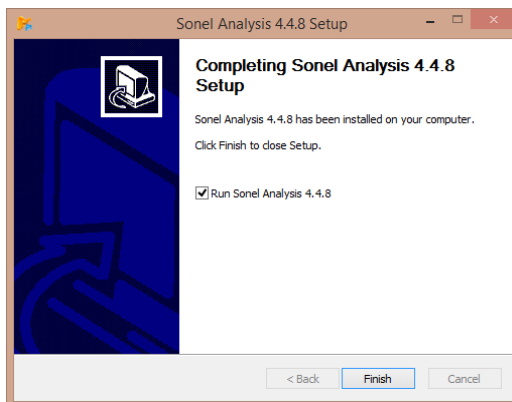 Sonel Analysis 4.4.8 Setup
Completing Sonel Analysis 4.4.8
Setup
Sonel Analysis 4.4.8 has been installed on your computer.
Click Finish to close Setup.
Run Sonel Analysis 4.4.8
< Back Finish Cancel